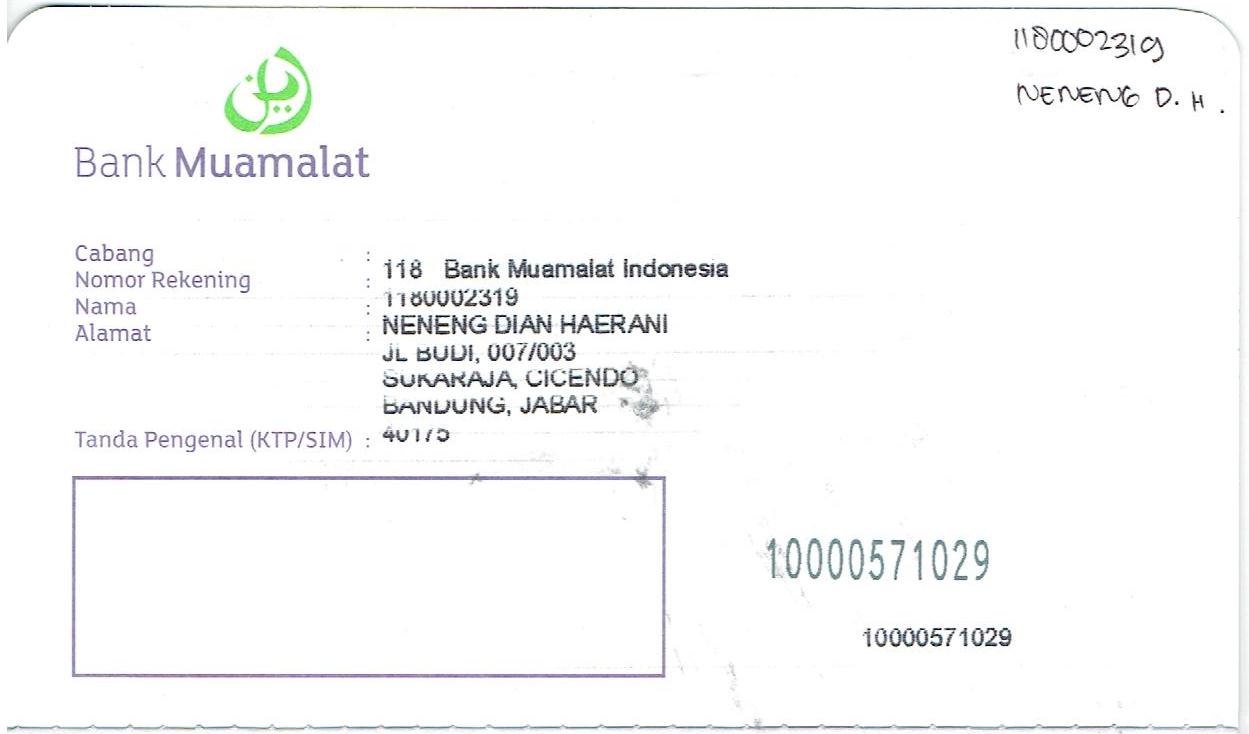 1180002319
NENENG D. H.
Bank Muamalat
Cabang : 118 Bank Muamalat Indonesia
Nomor Rekening : 1180002319
Nama : NENENG DIAN HAERANI
Alamat : JL BUDI, 007/003
SUKARAJA, CICENDO
BANDUNG, JABAR
40175
Tanda Pengenal (KTP/SIM) :
10000571029
10000571029